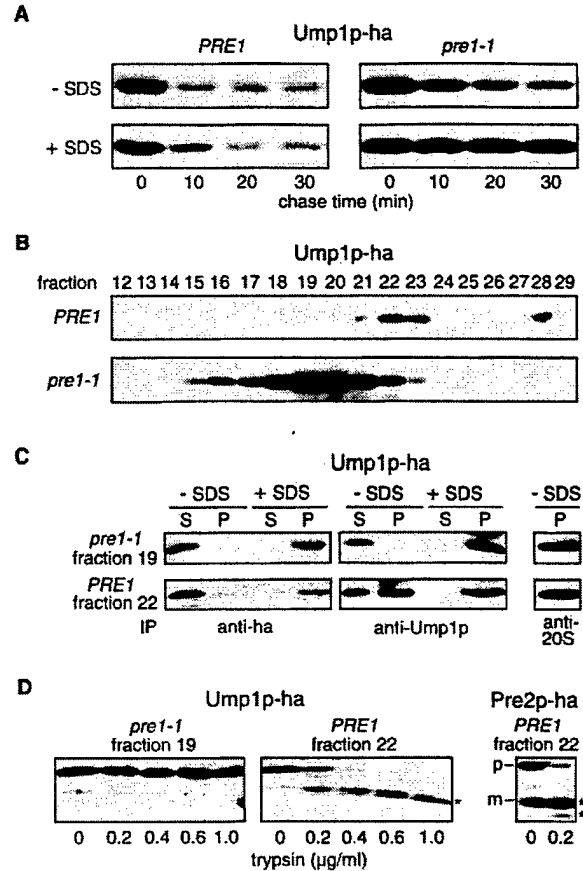 A
Ump1p-ha
PRE1
pre1-1
- SDS
+ SDS
0 10 20 30 0 10 20 30
chase time (min)
B
Ump1p-ha
fraction 12 13 14 15 16 17 18 19 20 21 22 23 24 25 26 27 28 29
PRE1
pre1-1
C
Ump1p-ha
- SDS + SDS - SDS + SDS - SDS
S P S P S P S P P
pre1-1
fraction 19
PRE1
fraction 22
IP anti-ha anti-Ump1p anti-
20S
D
Ump1p-ha Pre2p-ha
pre1-1 PRE1 PRE1
fraction 19 fraction 22 fraction 22
p-
m-
*
*
*
0 0.2 0.4 0.6 1.0 0 0.2 0.4 0.6 1.0 0 0.2
trypsin (µg/ml)